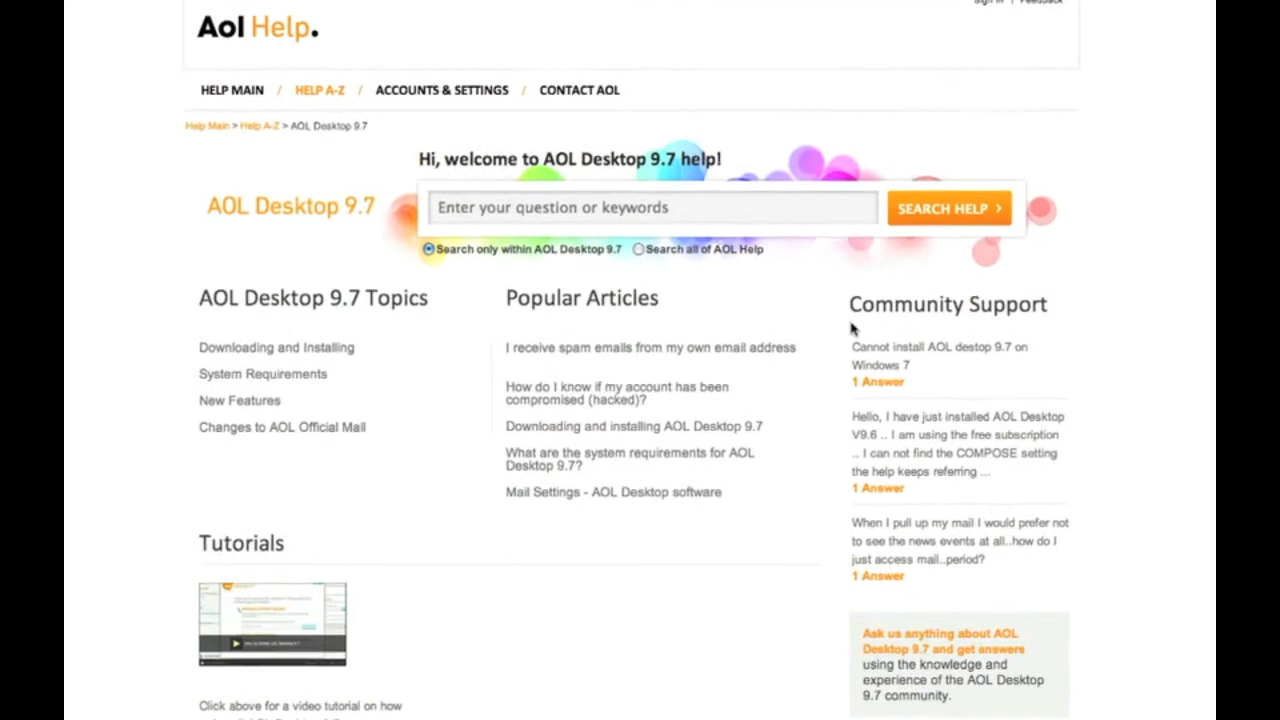 Sign In | Feedback
Aol Help.
HELP MAIN / HELP A-Z / ACCOUNTS & SETTINGS / CONTACT AOL
Help Main > Help A-Z > AOL Desktop 9.7
Hi, welcome to AOL Desktop 9.7 help!
AOL Desktop 9.7
Enter your question or keywords
SEARCH HELP >
Search only within AOL Desktop 9.7 Search all of AOL Help
AOL Desktop 9.7 Topics
Downloading and Installing
System Requirements
New Features
Changes to AOL Official Mail
Popular Articles
I receive spam emails from my own email address
How do I know if my account has been
compromised (hacked)?
Downloading and installing AOL Desktop 9.7
What are the system requirements for AOL
Desktop 9.7?
Mail Settings - AOL Desktop software
Community Support
Cannot install AOL destop 9.7 on
Windows 7
1 Answer
Hello, I have just installed AOL Desktop
V9.6 .. I am using the free subscription
.. I can not find the COMPOSE setting
the help keeps referring ...
1 Answer
When I pull up my mail I would prefer not
to see the news events at all..how do I
just access mail..period?
1 Answer
Ask us anything about AOL
Desktop 9.7 and get answers
using the knowledge and
experience of the AOL Desktop
9.7 community.
Tutorials
Click above for a video tutorial on how